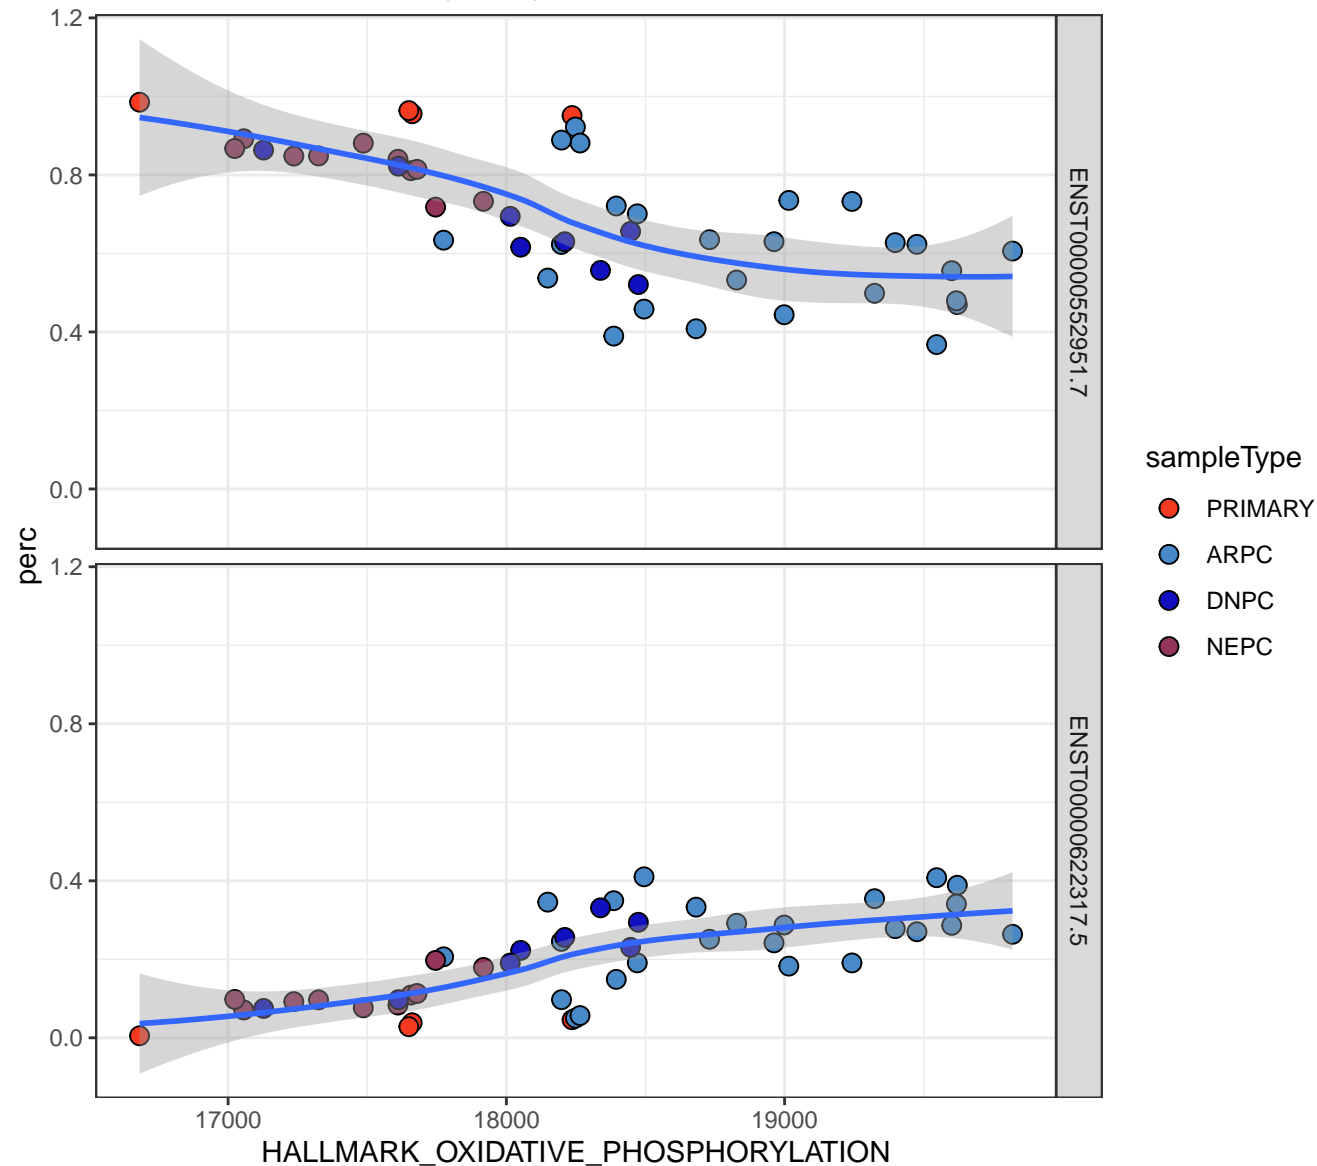 1.2
0.8
0.4
0.0
ENST00000552951.7
1.2
0.8
0.4
0.0
ENST00000622317.5
perc
17000
18000
19000
HALLMARK_OXIDATIVE_PHOSPHORYLATION
sampleType
PRIMARY
ARPC
DNPC
NEPC